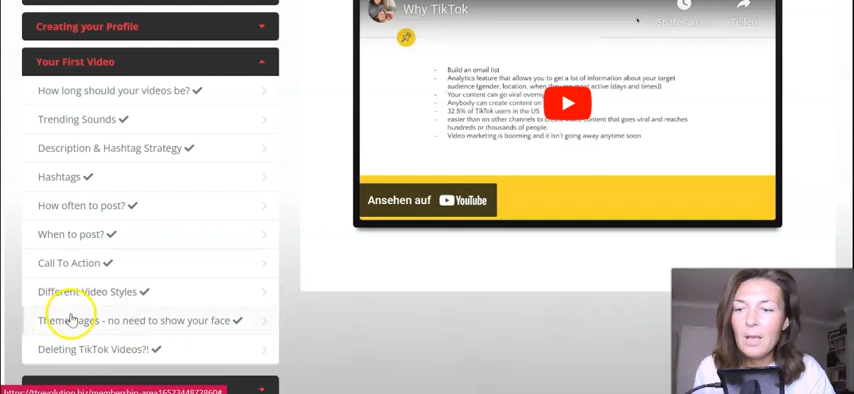 Creating your Profile
Your First Video
How long should your videos be?
Trending Sounds
Description & Hashtag Strategy
Hashtags
How often to post?
When to post?
Call To Action
Different Video Styles
Theme Pages - no need to show your face
Deleting TikTok Videos?!
https://ttrevolution.biz/membership-area1652344872860#
Why TikTok
Später ans...
Teilen
- Build an email list
- Analytics feature that allows you to get a lot of information about your target
audience (gender, location, when they are most active (days and times))
- Your content can go viral overnig
- Anybody can create content on
- 32.5% of TikTok users in the US
- easier than on other channels to create video content that goes viral and reaches
hundreds or thousands of people
- Video marketing is booming and it isn't going away anytime soon
Ansehen auf YouTube